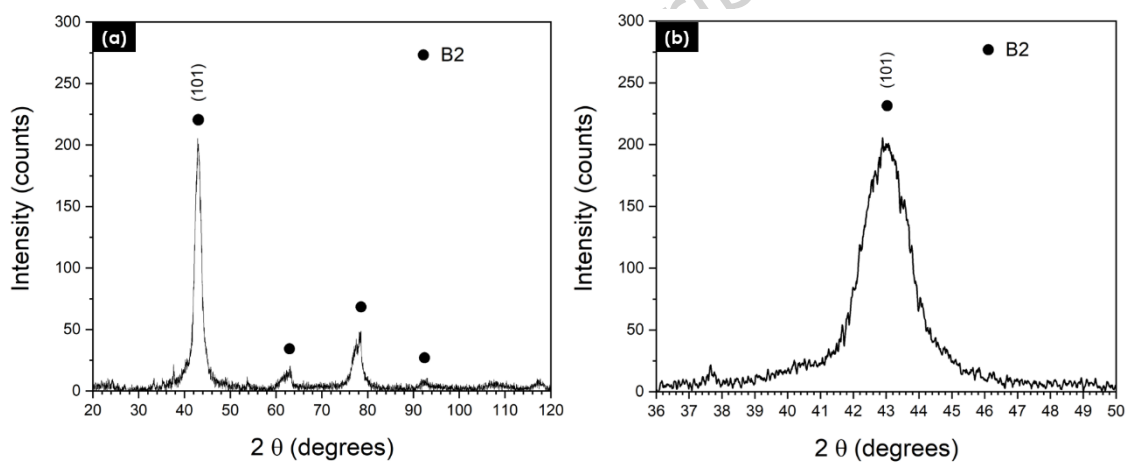 (a)
(101)
B2
300
250
200
150
100
50
0
Intensity (counts)
20 30 40 50 60 70 80 90 100 110 120
2 θ (degrees)
(b)
(101)
B2
300
250
200
150
100
50
0
Intensity (counts)
36 37 38 39 40 41 42 43 44 45 46 47 48 49 50
2 θ (degrees)